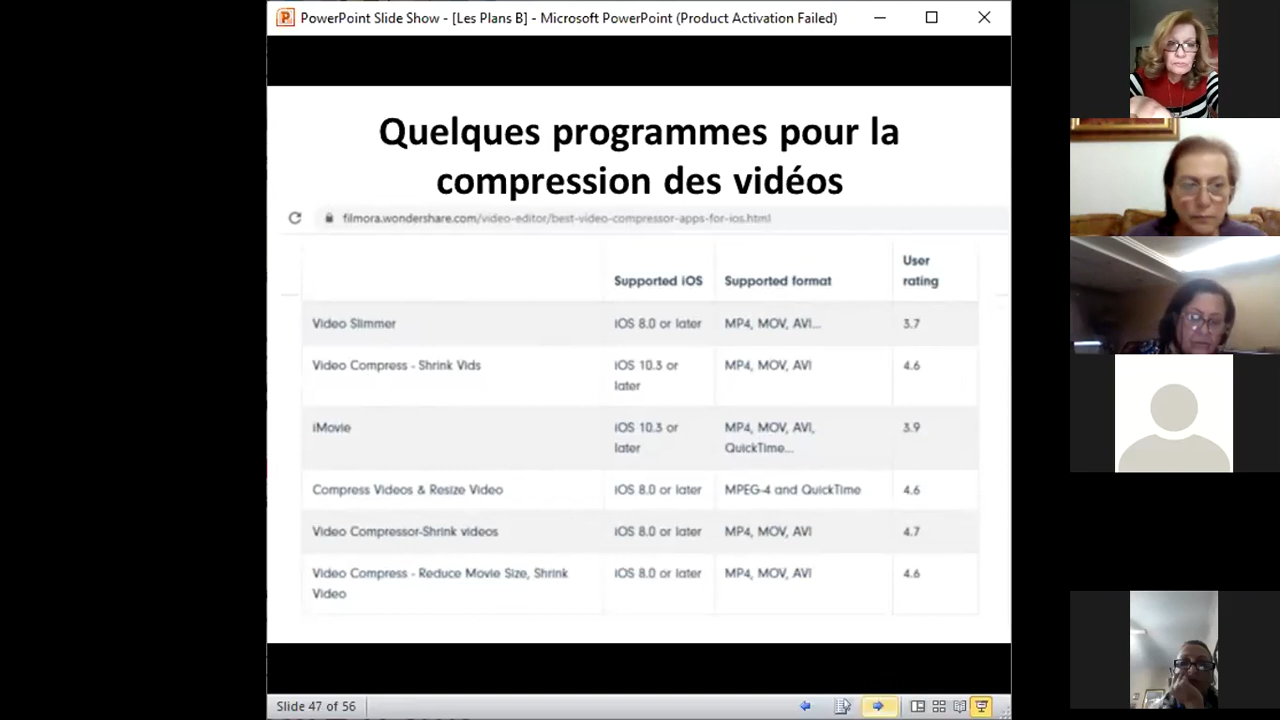 PowerPoint Slide Show - [Les Plans B] - Microsoft PowerPoint (Product Activation Failed)
Quelques programmes pour la
compression des vidéos
filmora.wondershare.com/video-editor/best-video-compressor-apps-for-ios.html
Supported iOS Supported format User rating
Video Slimmer iOS 8.0 or later MP4, MOV, AVI... 3.7
Video Compress - Shrink Vids iOS 10.3 or later MP4, MOV, AVI 4.6
iMovie iOS 10.3 or later MP4, MOV, AVI, QuickTime... 3.9
Compress Videos & Resize Video iOS 8.0 or later MPEG-4 and QuickTime 4.6
Video Compressor-Shrink videos iOS 8.0 or later MP4, MOV, AVI 4.7
Video Compress - Reduce Movie Size, Shrink Video iOS 8.0 or later MP4, MOV, AVI 4.6
Slide 47 of 56